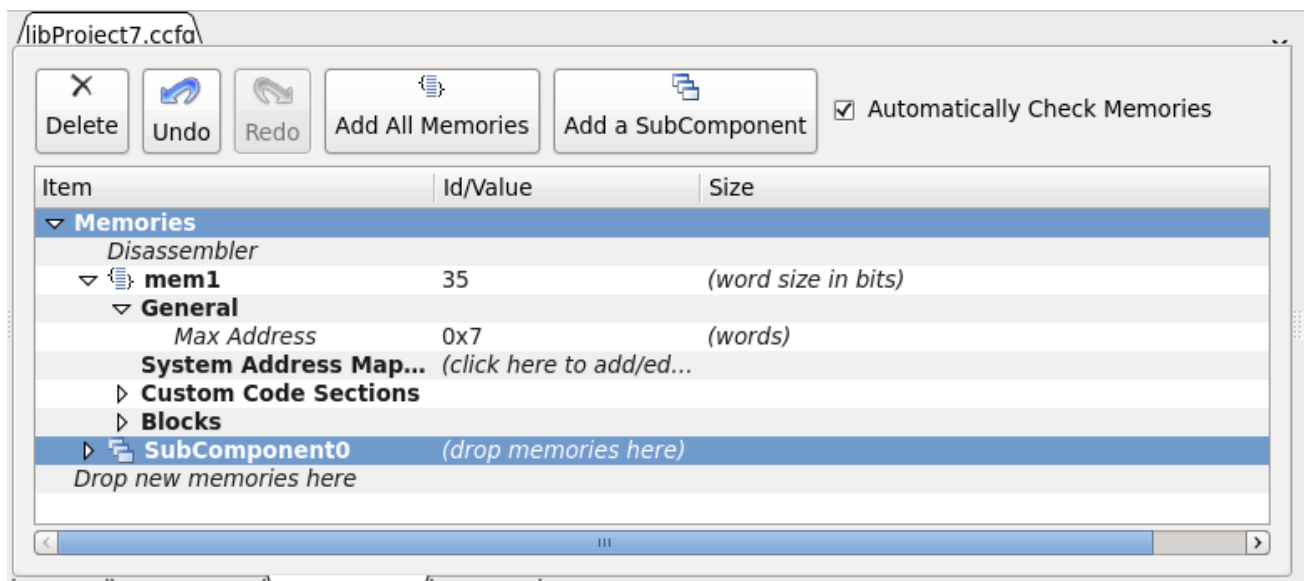 libProject7.ccfg
Delete
Undo
Redo
Add All Memories
Add a SubComponent
Automatically Check Memories
Item Id/Value Size
Memories
Disassembler
mem1 35 (word size in bits)
General
Max Address 0x7 (words)
System Address Map... (click here to add/ed...
Custom Code Sections
Blocks
SubComponent0 (drop memories here)
Drop new memories here